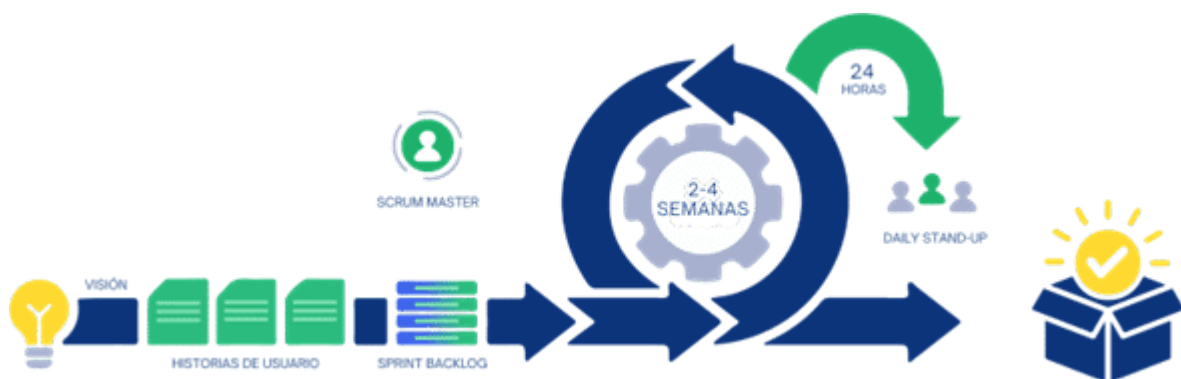 24
HORAS
SCRUM MASTER
2-4
SEMANAS
DAILY STAND-UP
VISIÓN
HISTORIAS DE USUARIO
SPRINT BACKLOG